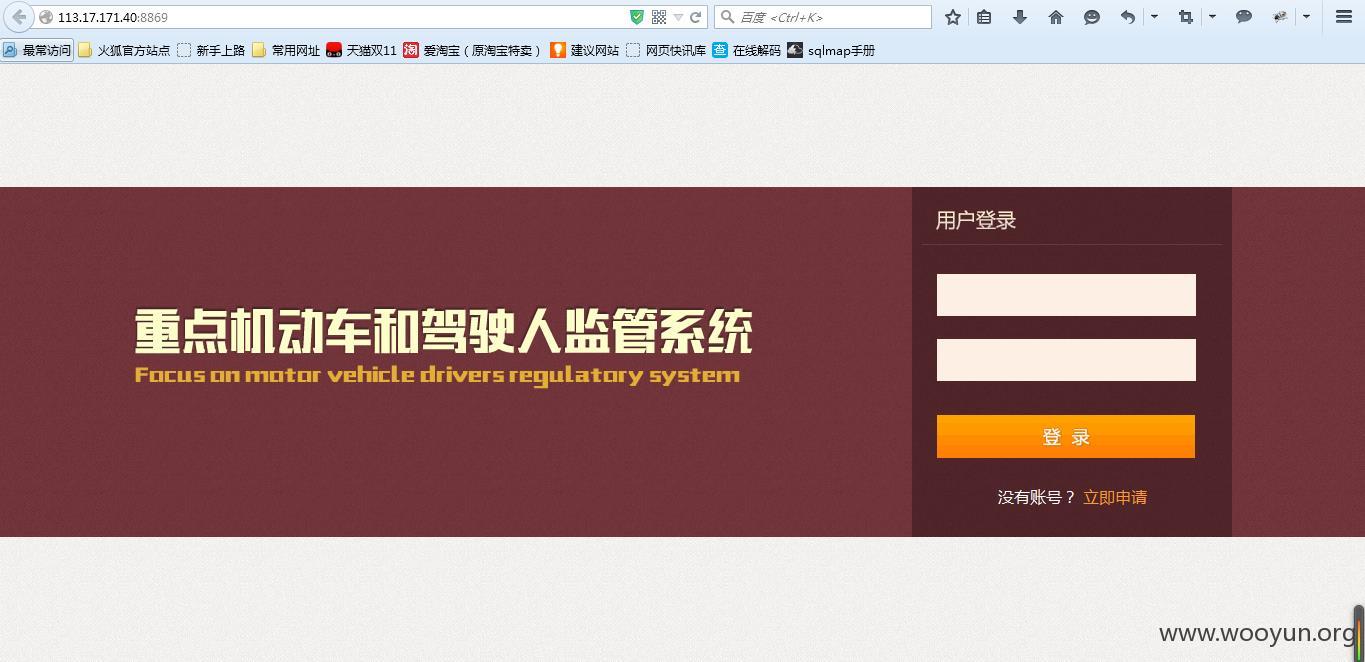 113.17.171.40:8869
百度 <Ctrl+K>
最常访问 火狐官方站点 新手上路 常用网址 天猫双11 淘 爱淘宝（原淘宝特卖） 建议网站 网页快讯库 查 在线解码 sqlmap手册
用户登录
重点机动车和驾驶人监管系统
Focus on motor vehicle drivers regulatory system
登 录
没有账号？ 立即申请
www.wooyun.org